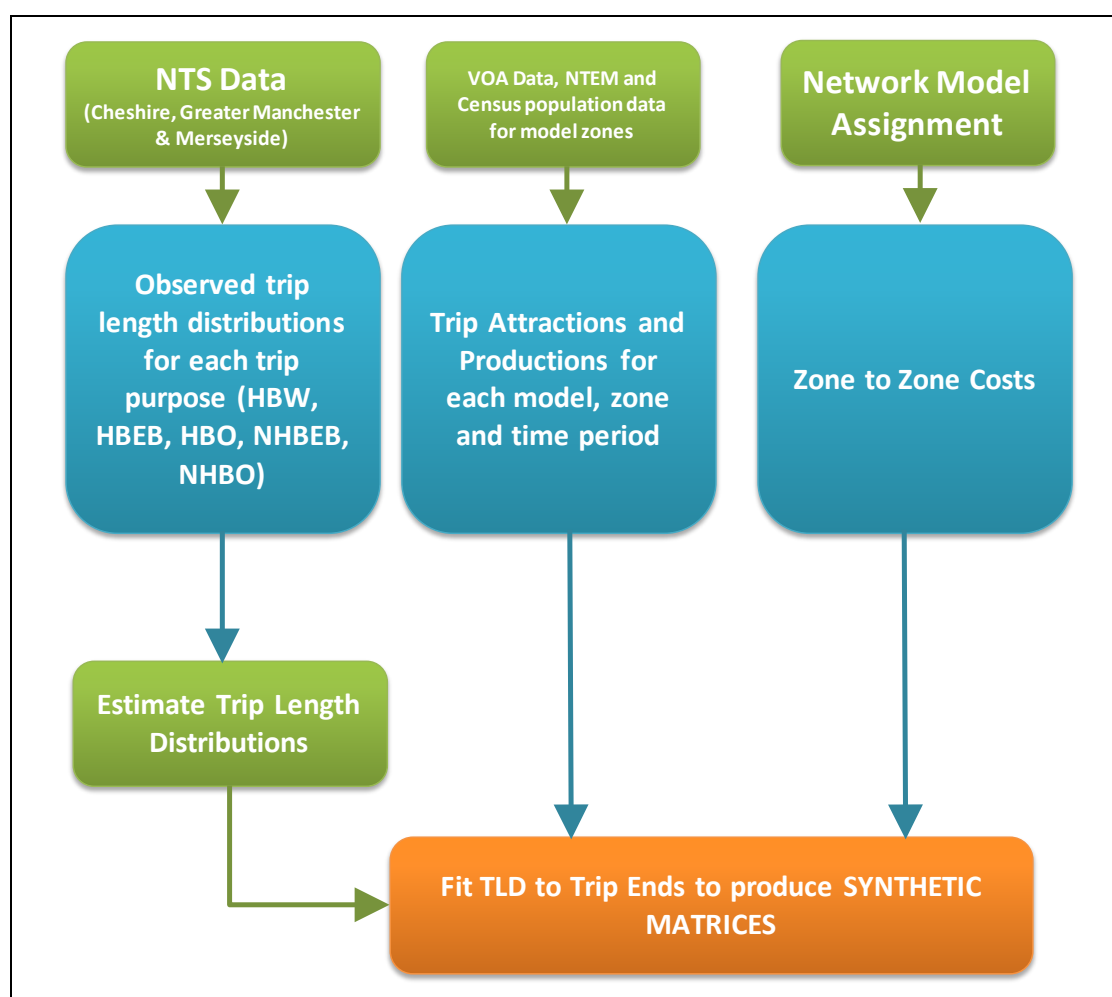 NTS Data
(Cheshire, Greater Manchester
& Merseyside)
VOA Data, NTEM and
Census population data
for model zones
Network Model
Assignment
Observed trip
length distributions
for each trip
purpose (HBW,
HBEB, HBO, NHBEB,
NHBO)
Trip Attractions and
Productions for
each model, zone
and time period
Zone to Zone Costs
Estimate Trip Length
Distributions
Fit TLD to Trip Ends to produce SYNTHETIC
MATRICES